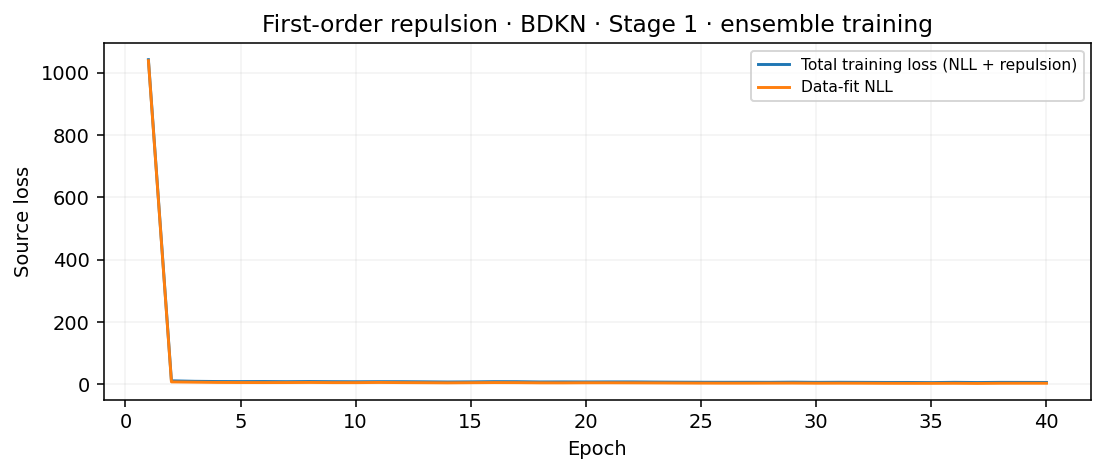 First-order repulsion · BDKN · Stage 1 · ensemble training
Total training loss (NLL + repulsion)
Data-fit NLL
Source loss
1000
800
600
400
200
0
0 5 10 15 20 25 30 35 40
Epoch